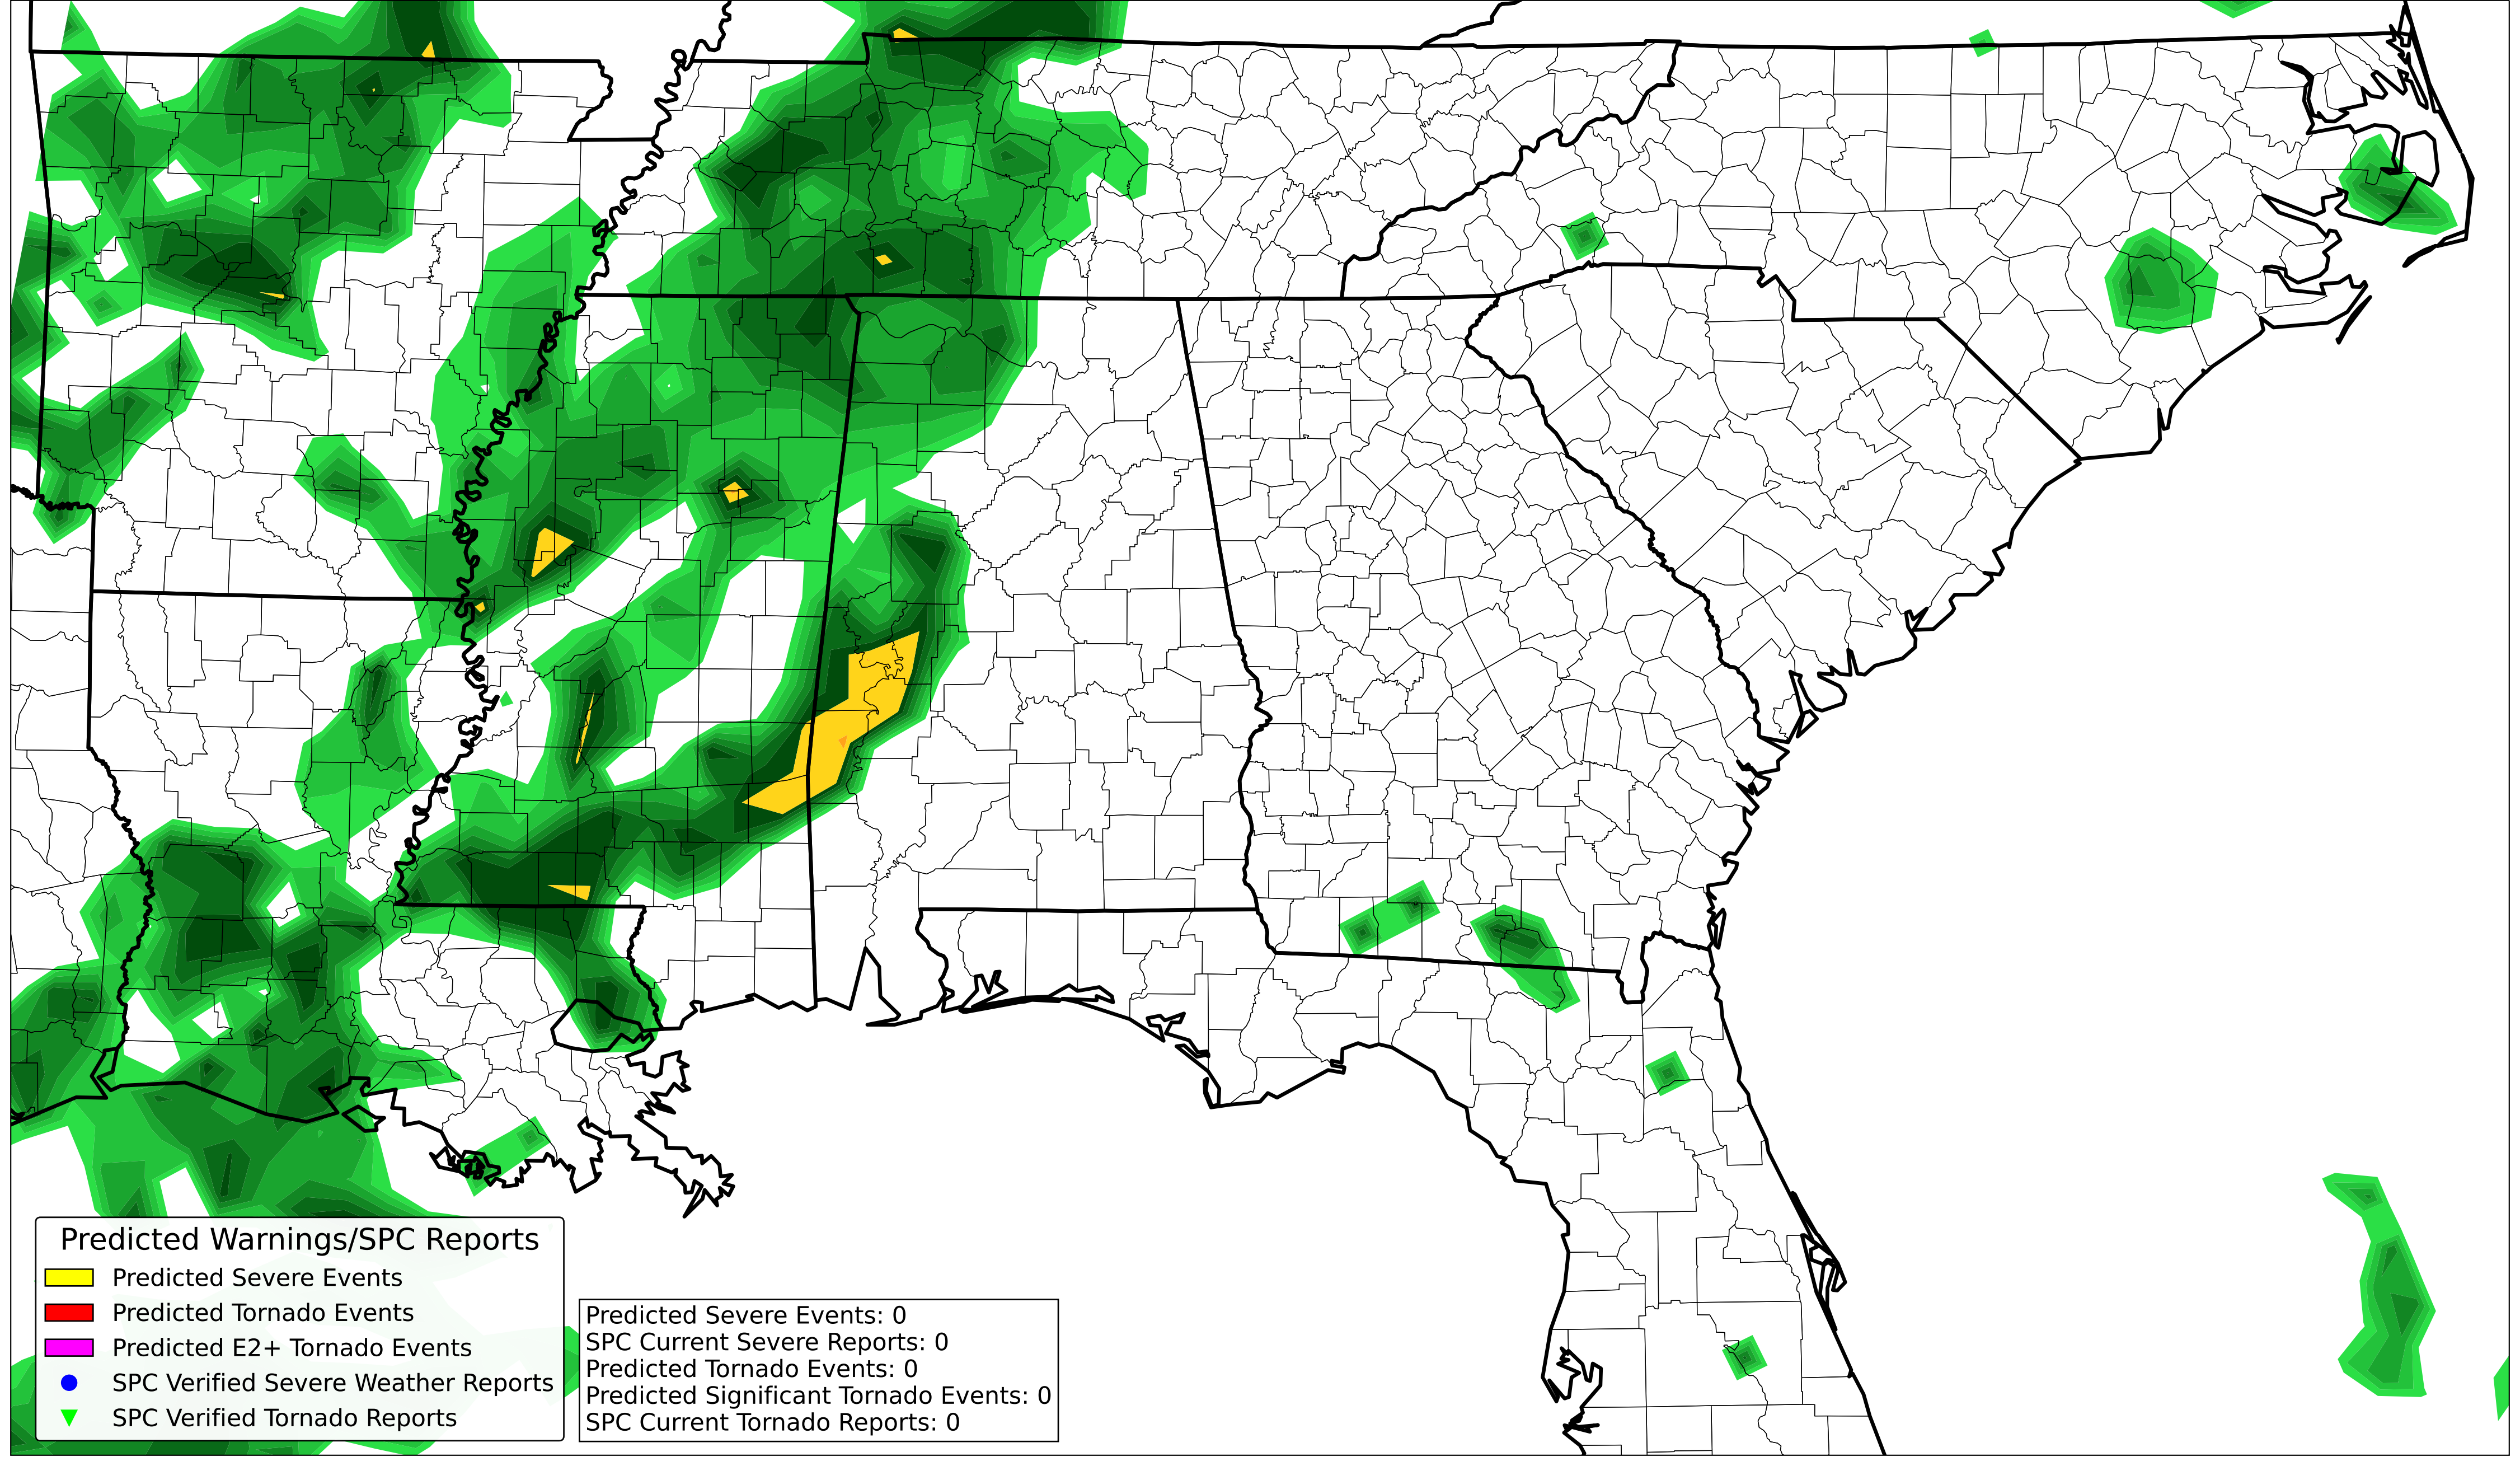 Predicted Warnings/SPC Reports
Predicted Severe Events
Predicted Tornado Events
Predicted E2+ Tornado Events
SPC Verified Severe Weather Reports
SPC Verified Tornado Reports
Predicted Severe Events: 0
SPC Current Severe Reports: 0
Predicted Tornado Events: 0
Predicted Significant Tornado Events: 0
SPC Current Tornado Reports: 0